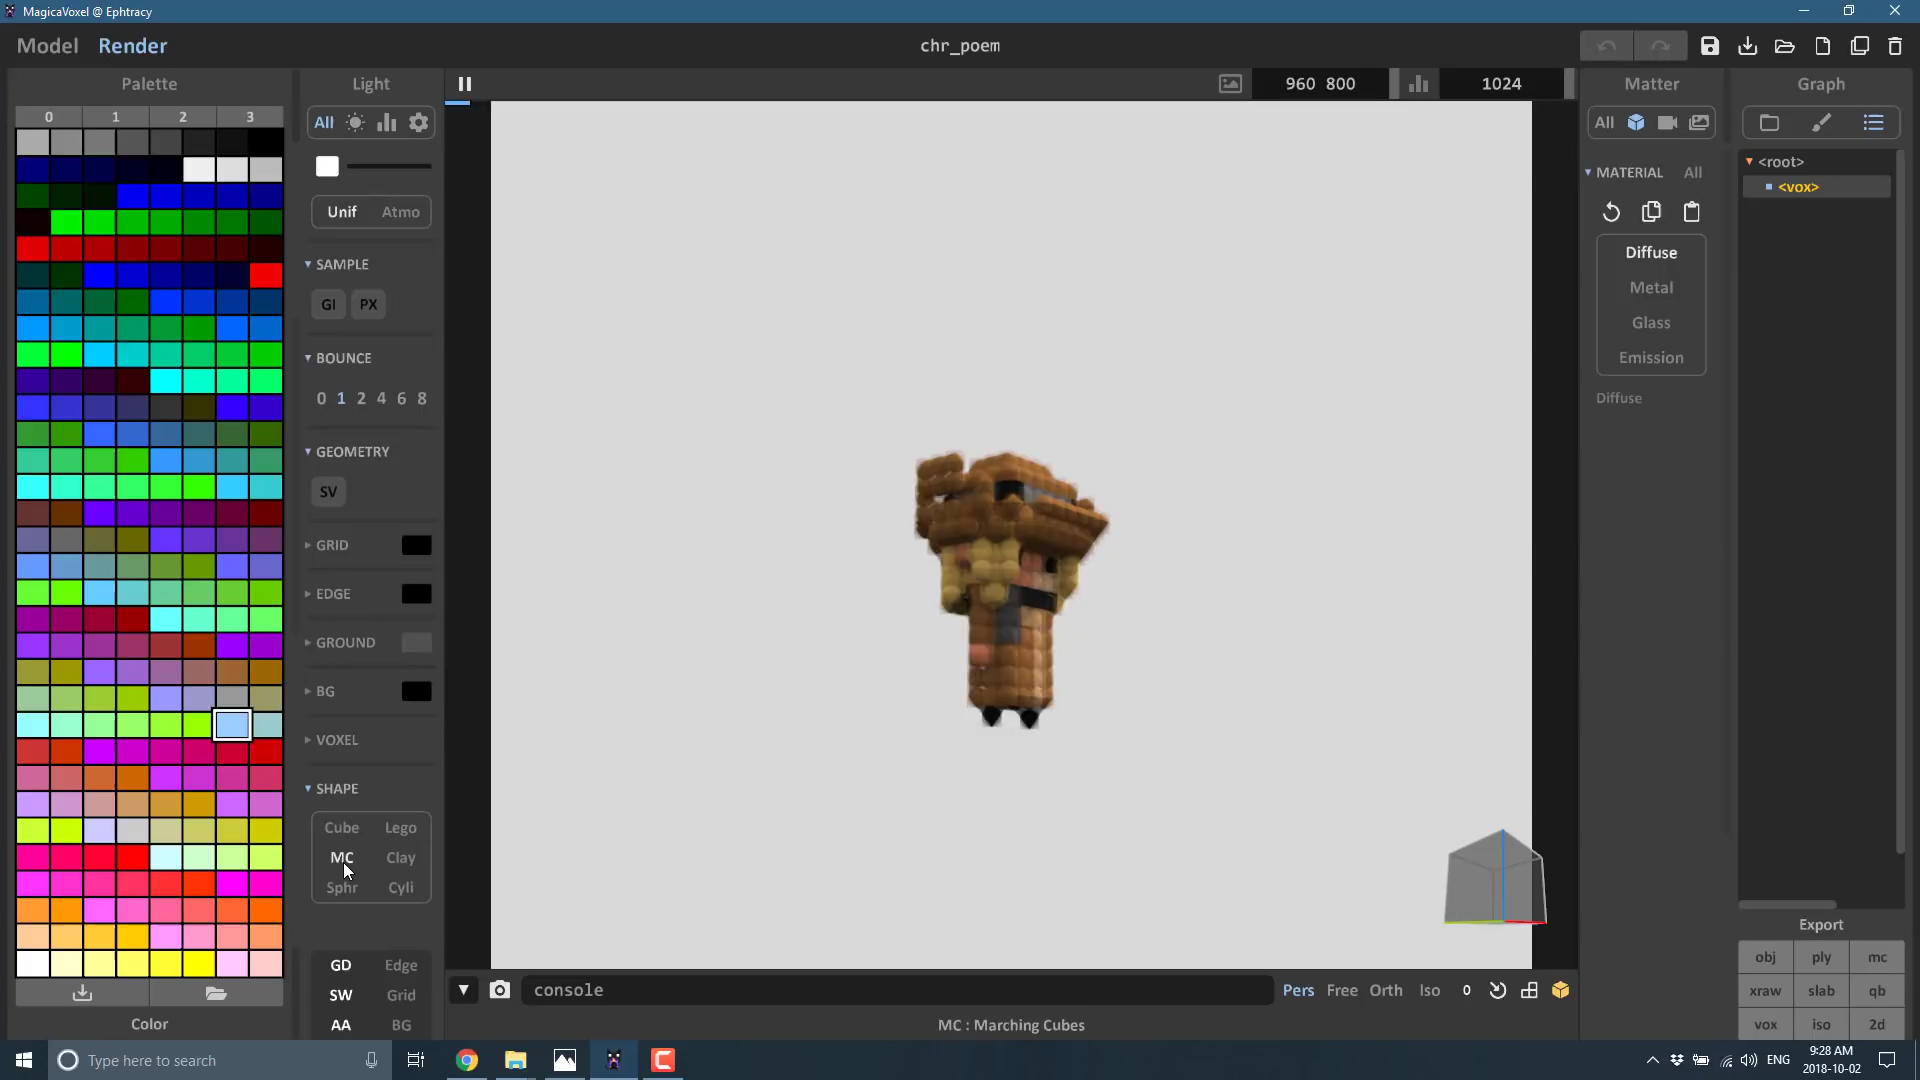 MagicaVoxel @ Ephtracy
Model Render
chr_poem
Palette
Light
960 800
1024
Matter
Graph
0 1 2 3
All
All
<root>
<vox>
MATERIAL All
Unif Atmo
Diffuse
Metal
Glass
Emission
Diffuse
SAMPLE
GI PX
BOUNCE
0 1 2 4 6 8
GEOMETRY
SV
GRID
EDGE
GROUND
BG
VOXEL
SHAPE
Cube Lego
MC Clay
Sphr Cyli
GD Edge
SW Grid
AA BG
Color
console
Pers Free Orth Iso 0
MC : Marching Cubes
Export
obj ply mc
xraw slab qb
vox iso 2d
Type here to search
ENG
9:28 AM
2018-10-02